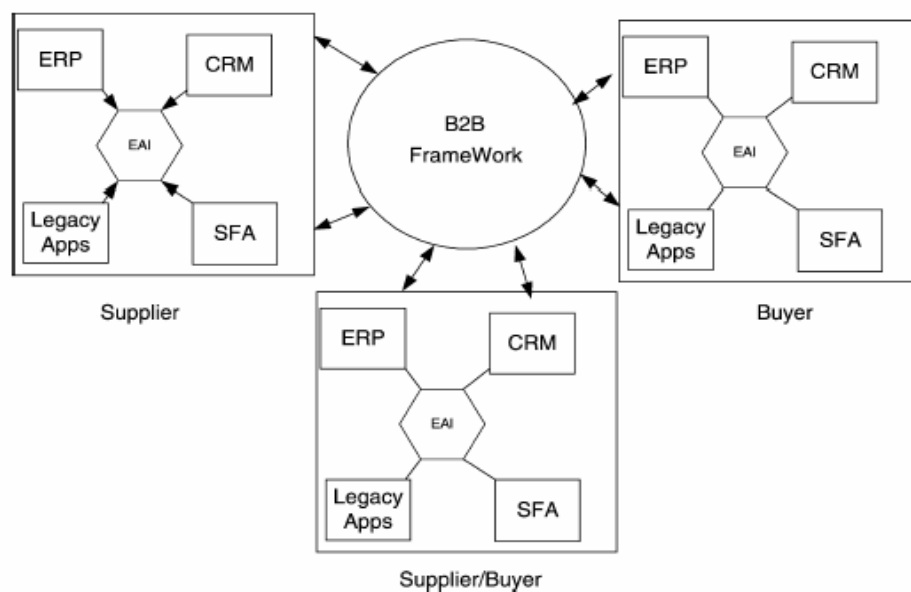 ERP
CRM
EAI
Legacy
Apps
SFA
Supplier
B2B
FrameWork
ERP
CRM
EAI
Legacy
Apps
SFA
Buyer
ERP
CRM
EAI
Legacy
Apps
SFA
Supplier/Buyer